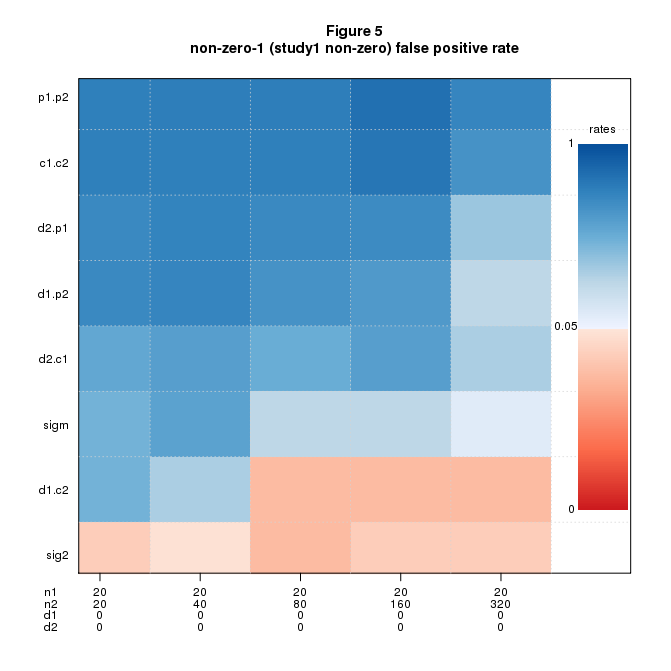 Figure 5
non-zero-1 (study1 non-zero) false positive rate
p1.p2
c1.c2
d2.p1
d1.p2
d2.c1
sigm
d1.c2
sig2
rates
1
0.05
0
n1 20 20 20 20 20
n2 20 40 80 160 320
d1 0 0 0 0 0
d2 0 0 0 0 0